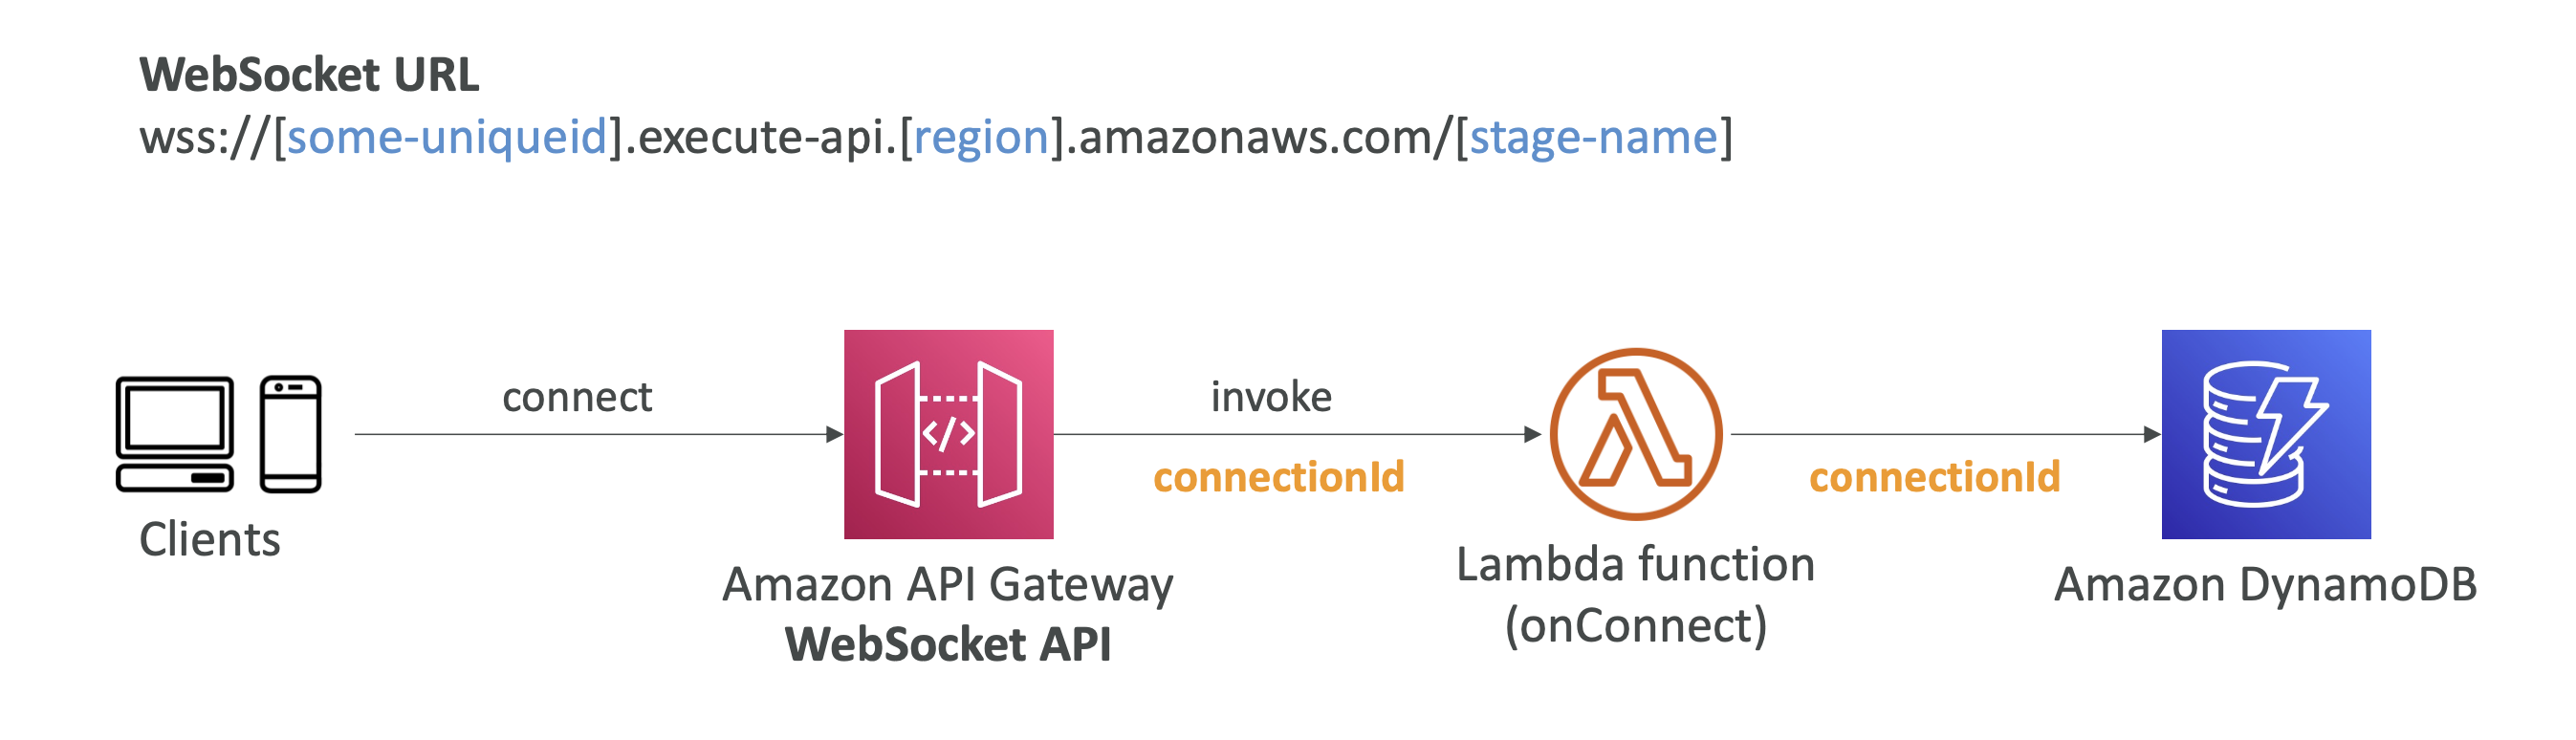 WebSocket URL
wss://[some-uniqueid].execute-api.[region].amazonaws.com/[stage-name]
connect
invoke
connectionId
connectionId
</>
Clients
Amazon API Gateway
WebSocket API
Lambda function
(onConnect)
Amazon DynamoDB